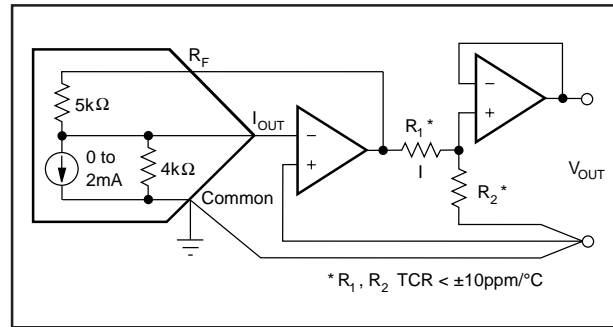 R_F
5kΩ
I_OUT
0 to
2mA
4kΩ
Common
−
+
R_1*
I
−
+
R_2*
V_OUT
*R_1, R_2 TCR < ±10ppm/°C